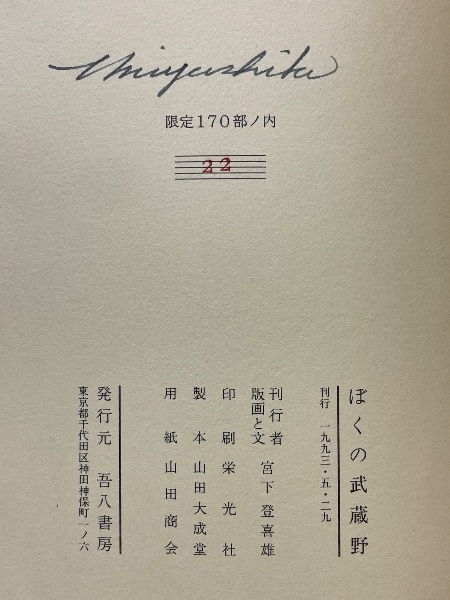 Miyashita
限定170部ノ内
22
ぼくの武蔵野
刊行 一九九三・五・二九
刊行者
版画と文 宮下登喜雄
印刷 栄光社
製本 山田大成堂
用紙 山田商会
発行元 吾八書房
東京都千代田区神田神保町一ノ六